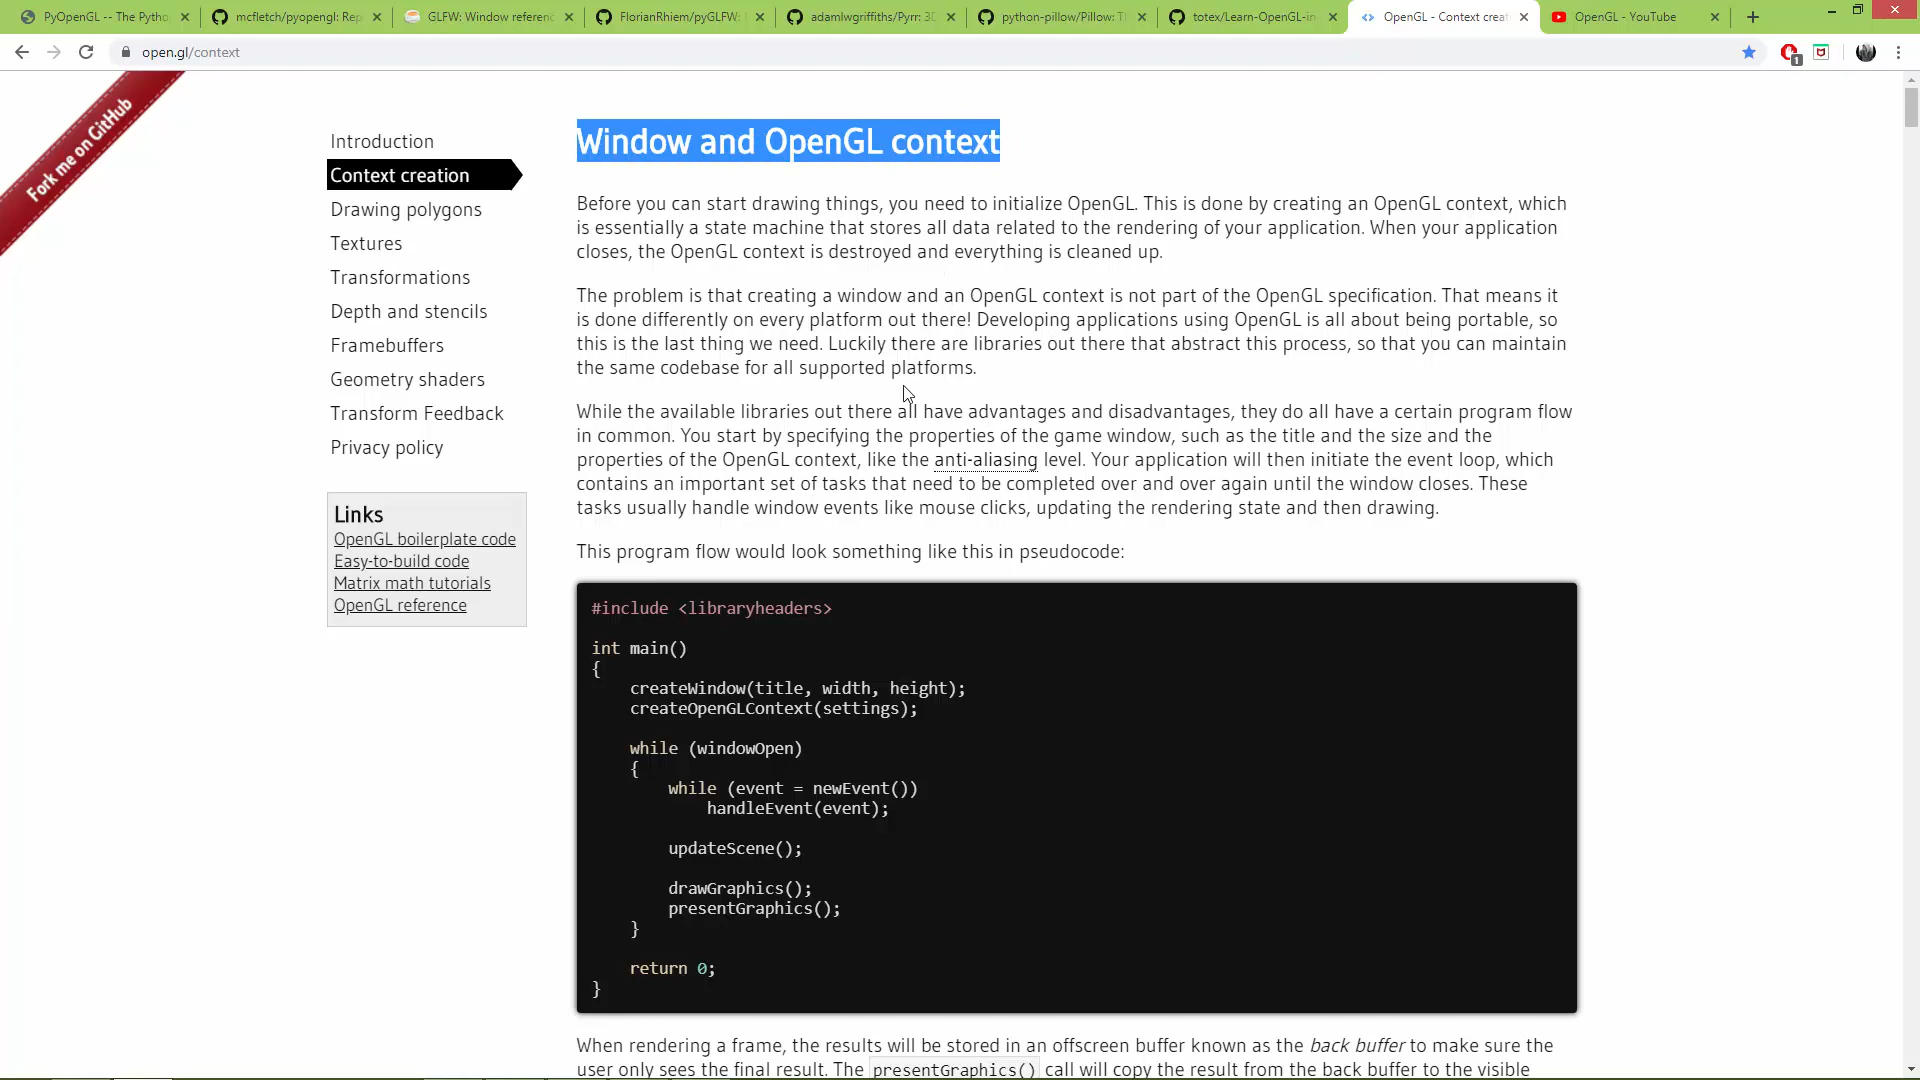 PyOpenGL -- The Pytho
mcfletch/pyopengl: Rep
GLFW: Window referenc
FlorianRhiem/pyGLFW:
adamlwgriffiths/Pyrr: 3D
python-pillow/Pillow: T
totex/Learn-OpenGL-in
OpenGL - Context creat
OpenGL - YouTube
open.gl/context
1
Fork me on GitHub
Introduction
Context creation
Drawing polygons
Textures
Transformations
Depth and stencils
Framebuffers
Geometry shaders
Transform Feedback
Privacy policy
Links
OpenGL boilerplate code
Easy-to-build code
Matrix math tutorials
OpenGL reference
Window and OpenGL context
Before you can start drawing things, you need to initialize OpenGL. This is done by creating an OpenGL context, which
is essentially a state machine that stores all data related to the rendering of your application. When your application
closes, the OpenGL context is destroyed and everything is cleaned up.
The problem is that creating a window and an OpenGL context is not part of the OpenGL specification. That means it
is done differently on every platform out there! Developing applications using OpenGL is all about being portable, so
this is the last thing we need. Luckily there are libraries out there that abstract this process, so that you can maintain
the same codebase for all supported platforms.
While the available libraries out there all have advantages and disadvantages, they do all have a certain program flow
in common. You start by specifying the properties of the game window, such as the title and the size and the
properties of the OpenGL context, like the anti-aliasing level. Your application will then initiate the event loop, which
contains an important set of tasks that need to be completed over and over again until the window closes. These
tasks usually handle window events like mouse clicks, updating the rendering state and then drawing.
This program flow would look something like this in pseudocode:
#include <libraryheaders>
int main()
{
createWindow(title, width, height);
createOpenGLContext(settings);
while (windowOpen)
{
while (event = newEvent())
handleEvent(event);
updateScene();
drawGraphics();
presentGraphics();
}
return 0;
}
When rendering a frame, the results will be stored in an offscreen buffer known as the back buffer to make sure the
user only sees the final result. The presentGraphics() call will copy the result from the back buffer to the visible